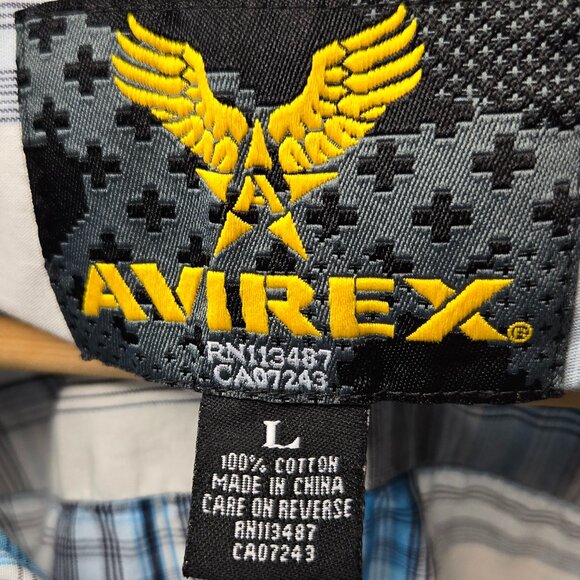 A
AVIREX®
RN113487
CA07243
L
100% COTTON
MADE IN CHINA
CARE ON REVERSE
RN113487
CA07243